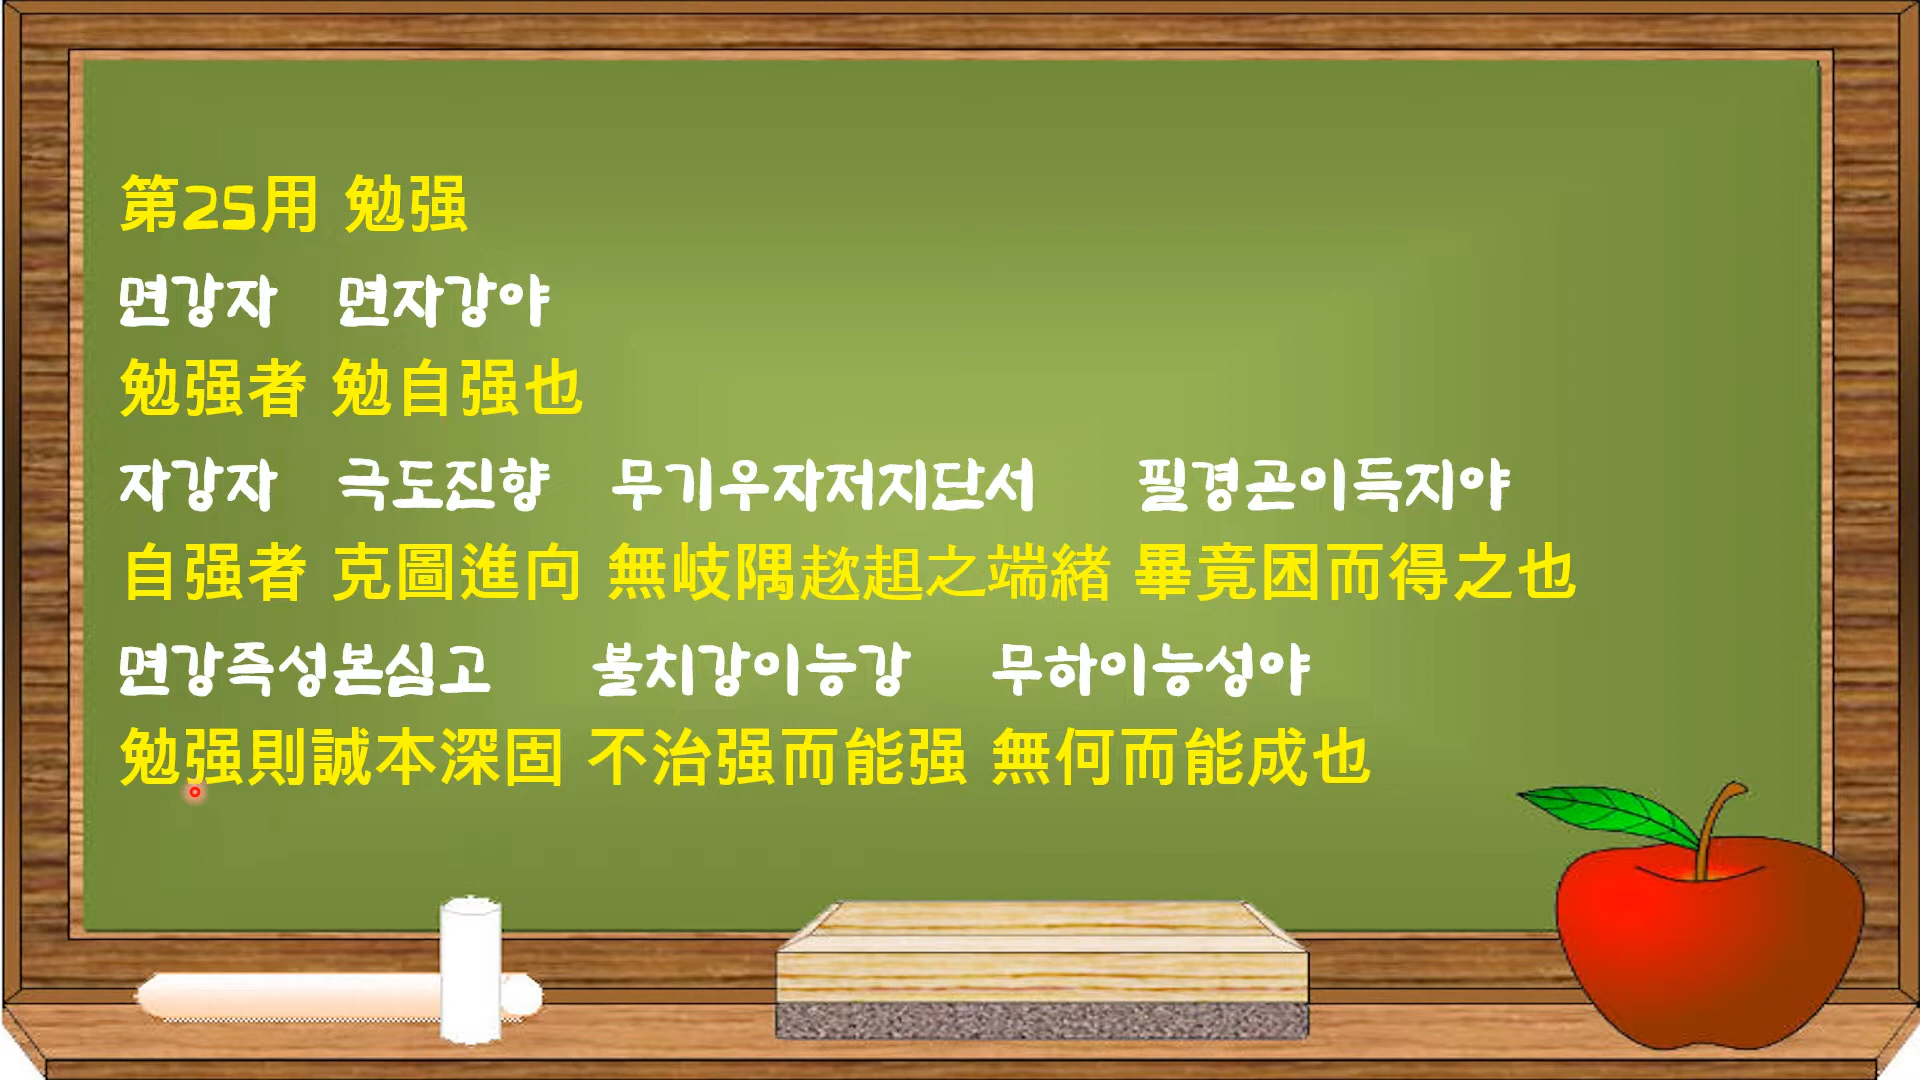 第25用 勉强
면강자 면자강야
勉强者 勉自强也
자강자 극도진향 무기우자저지단서 필경곤이득지야
自强者 克圖進向 無岐隅趑趄之端緖 畢竟困而得之也
면강즉성본심고 불치강이능강 무하이능성야
勉强則誠本深固 不治强而能强 無何而能成也